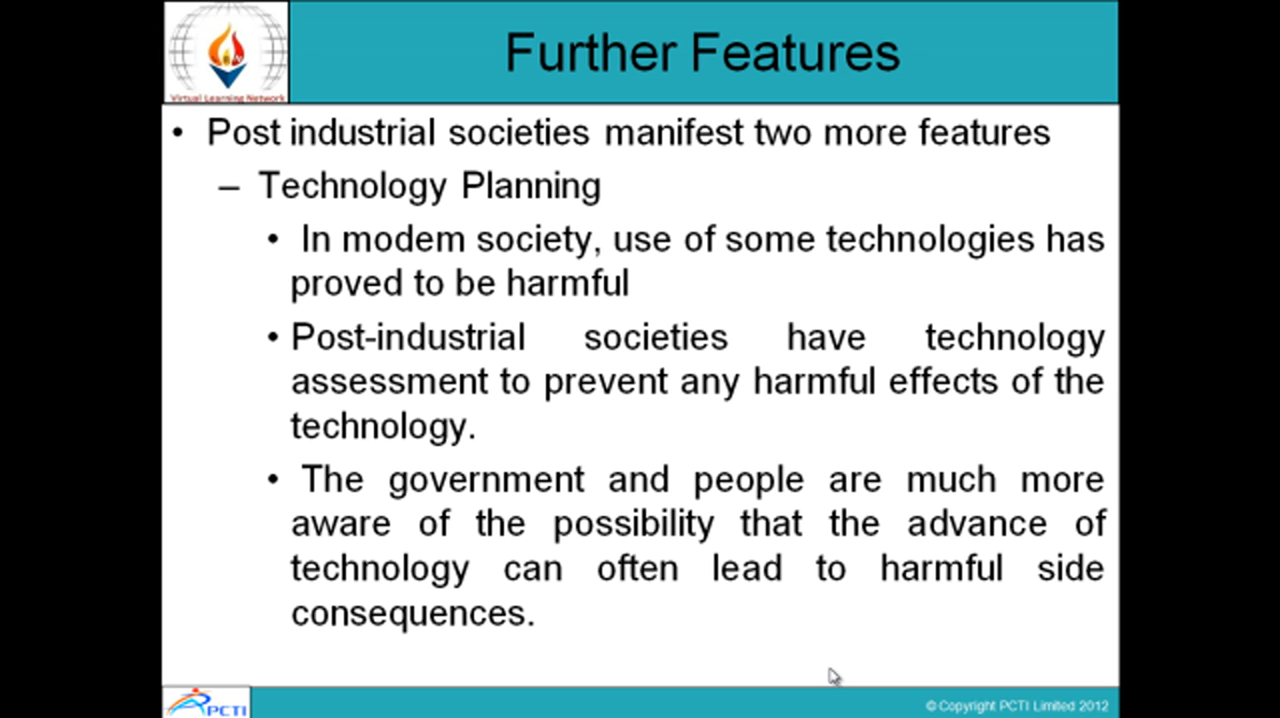 Further Features
Virtual Learning Network
• Post industrial societies manifest two more features
– Technology Planning
• In modem society, use of some technologies has
proved to be harmful
• Post-industrial societies have technology
assessment to prevent any harmful effects of the
technology.
• The government and people are much more
aware of the possibility that the advance of
technology can often lead to harmful side
consequences.
PCTI
© Copyright PCTI Limited 2012